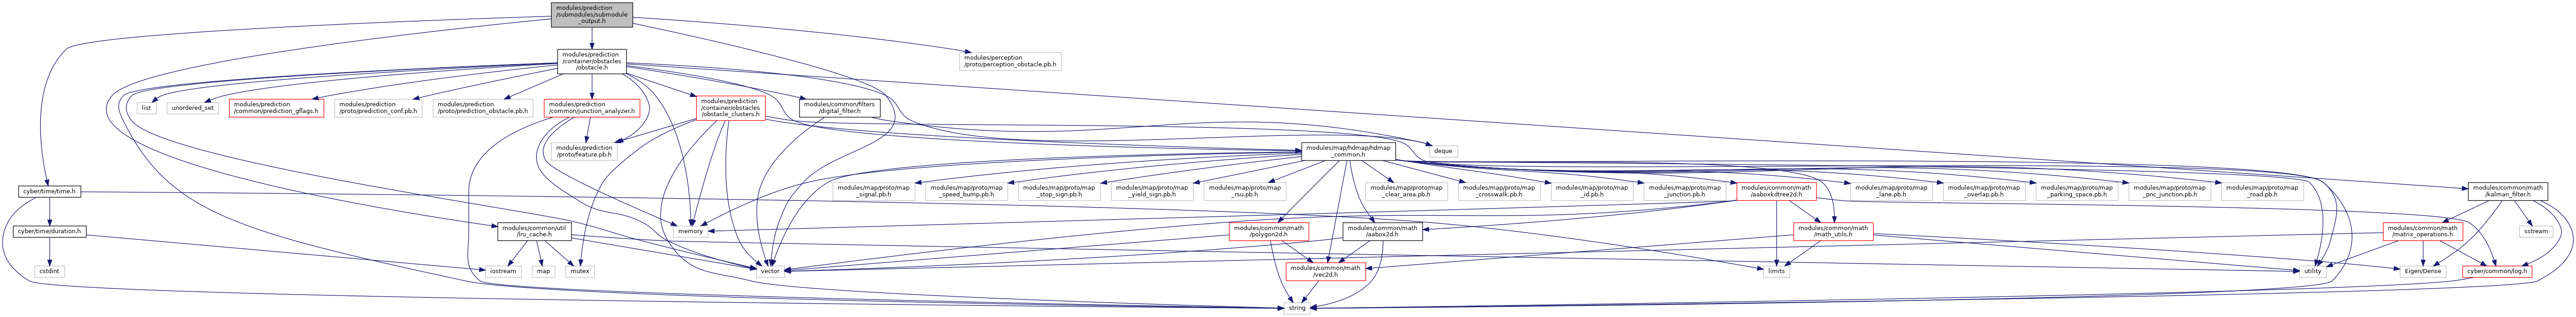 modules/prediction
/submodules/submodule
_output.h
modules/prediction
/container/obstacles
/obstacle.h
modules/perception
/proto/perception_obstacle.pb.h
list
unordered_set
modules/prediction
/common/prediction_gflags.h
modules/prediction
/proto/prediction_conf.pb.h
modules/prediction
/proto/prediction_obstacle.pb.h
modules/prediction
/common/junction_analyzer.h
modules/prediction
/container/obstacles
/obstacle_clusters.h
modules/common/filters
/digital_filter.h
modules/prediction
/proto/feature.pb.h
modules/map/hdmap/hdmap
_common.h
deque
cyber/time/time.h
modules/map/proto/map
_signal.pb.h
modules/map/proto/map
_speed_bump.pb.h
modules/map/proto/map
_stop_sign.pb.h
modules/map/proto/map
_yield_sign.pb.h
modules/map/proto/map
_rsu.pb.h
modules/map/proto/map
_clear_area.pb.h
modules/map/proto/map
_crosswalk.pb.h
modules/map/proto/map
_id.pb.h
modules/map/proto/map
_junction.pb.h
modules/common/math
/aaboxkdtree2d.h
modules/map/proto/map
_lane.pb.h
modules/map/proto/map
_overlap.pb.h
modules/map/proto/map
_parking_space.pb.h
modules/map/proto/map
_pnc_junction.pb.h
modules/map/proto/map
_road.pb.h
modules/common/math
/kalman_filter.h
cyber/time/duration.h
modules/common/util
/lru_cache.h
memory
modules/common/math
/polygon2d.h
modules/common/math
/aabox2d.h
modules/common/math
/math_utils.h
modules/common/math
/matrix_operations.h
sstream
cstdint
iostream
map
mutex
vector
modules/common/math
/vec2d.h
limits
utility
Eigen/Dense
cyber/common/log.h
string